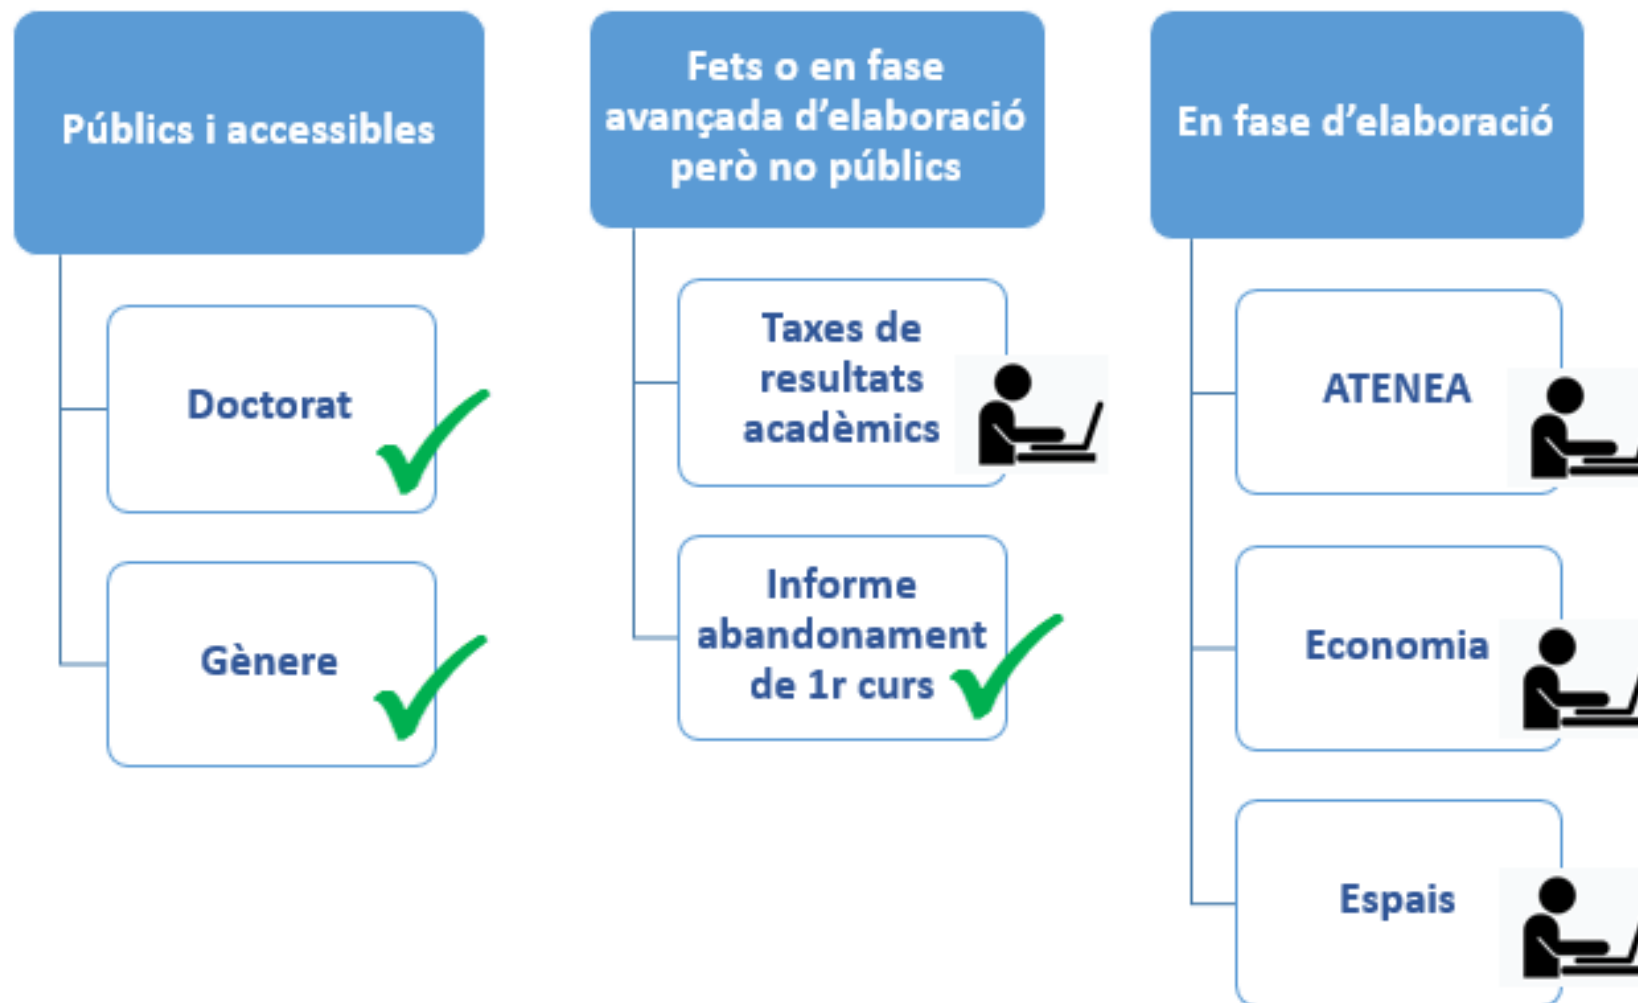 Públics i accessibles
Doctorat
Gènere
Fets o en fase
avançada d'elaboració
però no públics
Taxes de
resultats
acadèmics
Informe
abandonament
de 1r curs
En fase d'elaboració
ATENEA
Economia
Espais